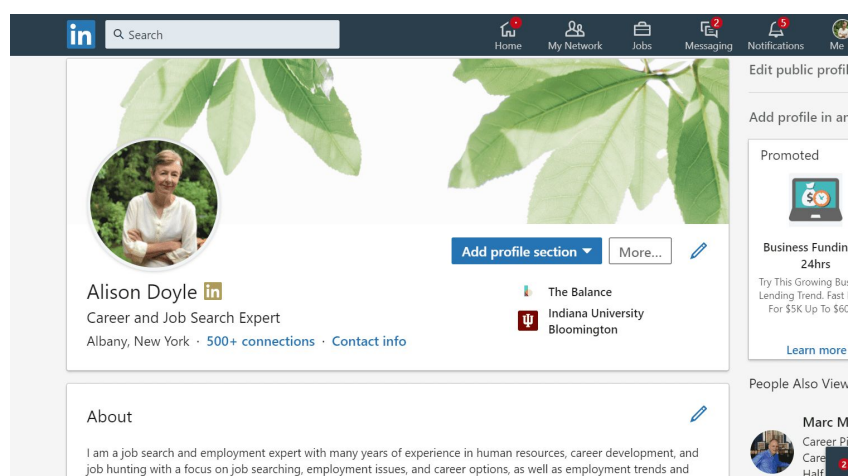 in
Search
Home
My Network
Jobs
2
Messaging
5
Notifications
Me
Edit public profil
Add profile in an
Promoted
$
Add profile section
More...
Business Fundin
24hrs
Try This Growing Bus
Lending Trend. Fast
For $5K Up To $60
Learn more
Alison Doyle in
Career and Job Search Expert
Albany, New York · 500+ connections · Contact info
The Balance
Indiana University
Bloomington
People Also View
Marc M
Career Pi
Care
Half
2
About
I am a job search and employment expert with many years of experience in human resources, career development, and
job hunting with a focus on job searching, employment issues, and career options, as well as employment trends and